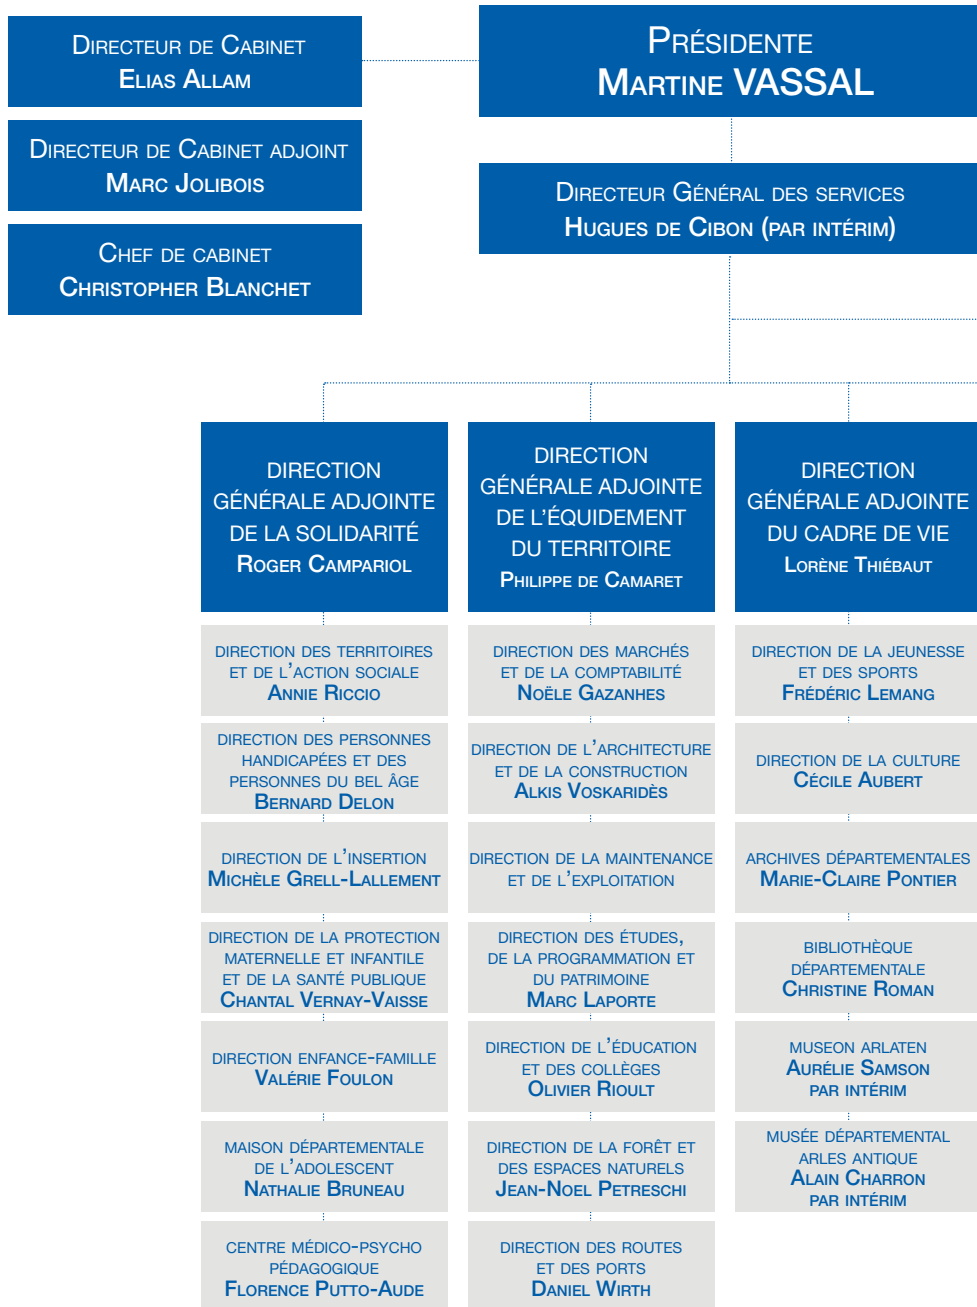 Directeur de Cabinet
Elias Allam
Directeur de Cabinet adjoint
Marc Jolibois
Chef de cabinet
Christopher Blanchet
Présidente
Martine VASSAL
Directeur Général des services
Hugues de Cibon (par intérim)
DIRECTION
GÉNÉRALE ADJOINTE
DE LA SOLIDARITÉ
Roger Campariol
direction des territoires
et de l'action sociale
Annie Riccio
direction des personnes
handicapées et des
personnes du bel âge
Bernard Delon
direction de l'insertion
Michèle Grell-Lallement
direction de la protection
maternelle et infantile
et de la santé publique
Chantal Vernay-Vaisse
direction enfance-famille
Valérie Foulon
maison départementale
de l'adolescent
Nathalie Bruneau
centre médico-psycho
pédagogique
Florence Putto-Aude
DIRECTION
GÉNÉRALE ADJOINTE
DE L'ÉQUIDEMENT
DU TERRITOIRE
Philippe de Camaret
direction des marchés
et de la comptabilité
Noële Gazanhes
direction de l'architecture
et de la construction
Alkis Voskaridès
direction de la maintenance
et de l'exploitation
direction des études,
de la programmation et
du patrimoine
Marc Laporte
direction de l'éducation
et des collèges
Olivier Rioult
direction de la forêt et
des espaces naturels
Jean-Noel Petreschi
direction des routes
et des ports
Daniel Wirth
DIRECTION
GÉNÉRALE ADJOINTE
DU CADRE DE VIE
Lorène Thiébaut
direction de la jeunesse
et des sports
Frédéric Lemang
direction de la culture
Cécile Aubert
archives départementales
Marie-Claire Pontier
bibliothèque
départementale
Christine Roman
museon arlaten
Aurélie Samson
par intérim
musée départemental
arles antique
Alain Charron
par intérim